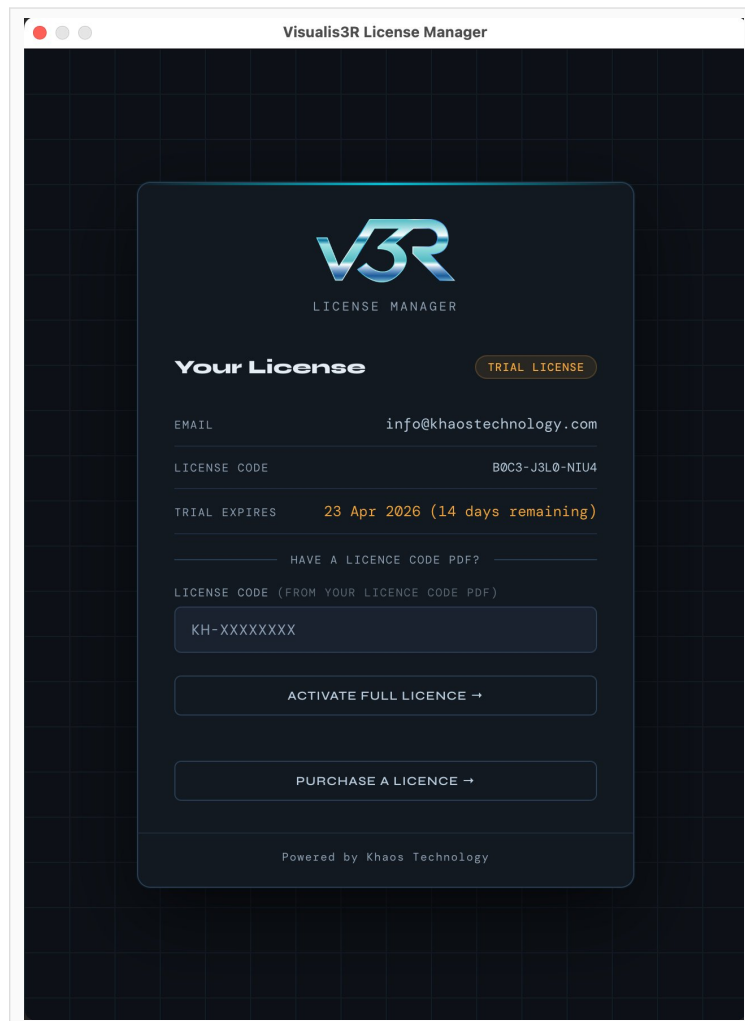 Visualis3R License Manager
V3R
LICENSE MANAGER
Your License
TRIAL LICENSE
EMAIL
info@khaostechnology.com
LICENSE CODE
B0C3-J3L0-NIU4
TRIAL EXPIRES
23 Apr 2026 (14 days remaining)
HAVE A LICENCE CODE PDF?
LICENSE CODE (FROM YOUR LICENCE CODE PDF)
KH-XXXXXXXX
ACTIVATE FULL LICENCE →
PURCHASE A LICENCE →
Powered by Khaos Technology